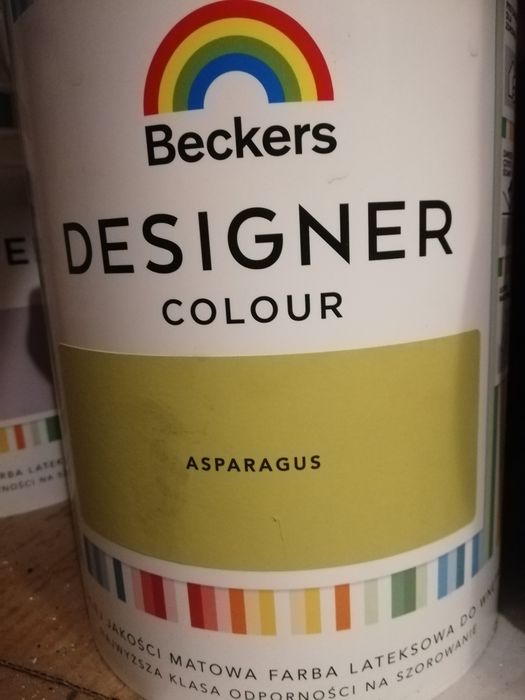 Beckers
DESIGNER
COLOUR
ASPARAGUS
JAKOŚCI MATOWA FARBA LATEKSOWA DO
NAJWYŻSZA KLASA ODPORNOŚCI NA SZOROWANIE